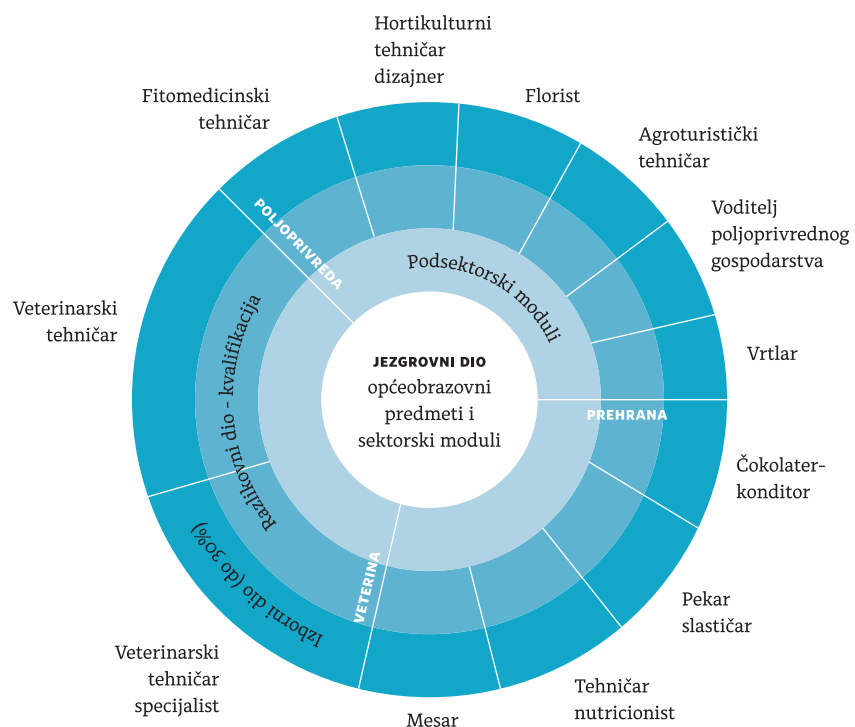 Hortikulturni
tehničar
dizajner
Fitomedicinski
tehničar
Florist
Agroturistički
tehničar
Voditelj
poljoprivrednog
gospodarstva
Veterinarski
tehničar
Vrtlar
POLJOPRIVREDA
Podsektorski moduli
Razlikovni dio - kvalifikacija
JEZGROVNI DIO
općeobrazovni
predmeti i
sektorski moduli
PREHRANA
Čokolater-
konditor
VETERINA
Izborni dio (do 30%)
Pekar
slastičar
Veterinarski
tehničar
specijalist
Tehničar
nutricionist
Mesar